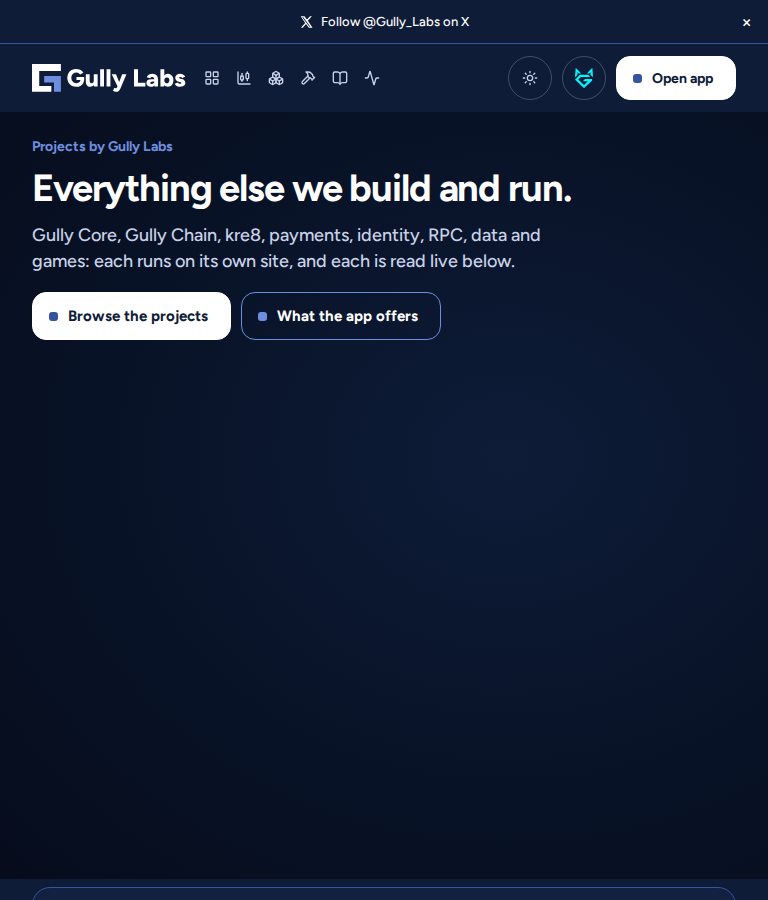 Follow @Gully_Labs on X
×
Gully Labs
Open app
Projects by Gully Labs
Everything else we build and run.
Gully Core, Gully Chain, kre8, payments, identity, RPC, data and
games: each runs on its own site, and each is read live below.
Browse the projects
What the app offers